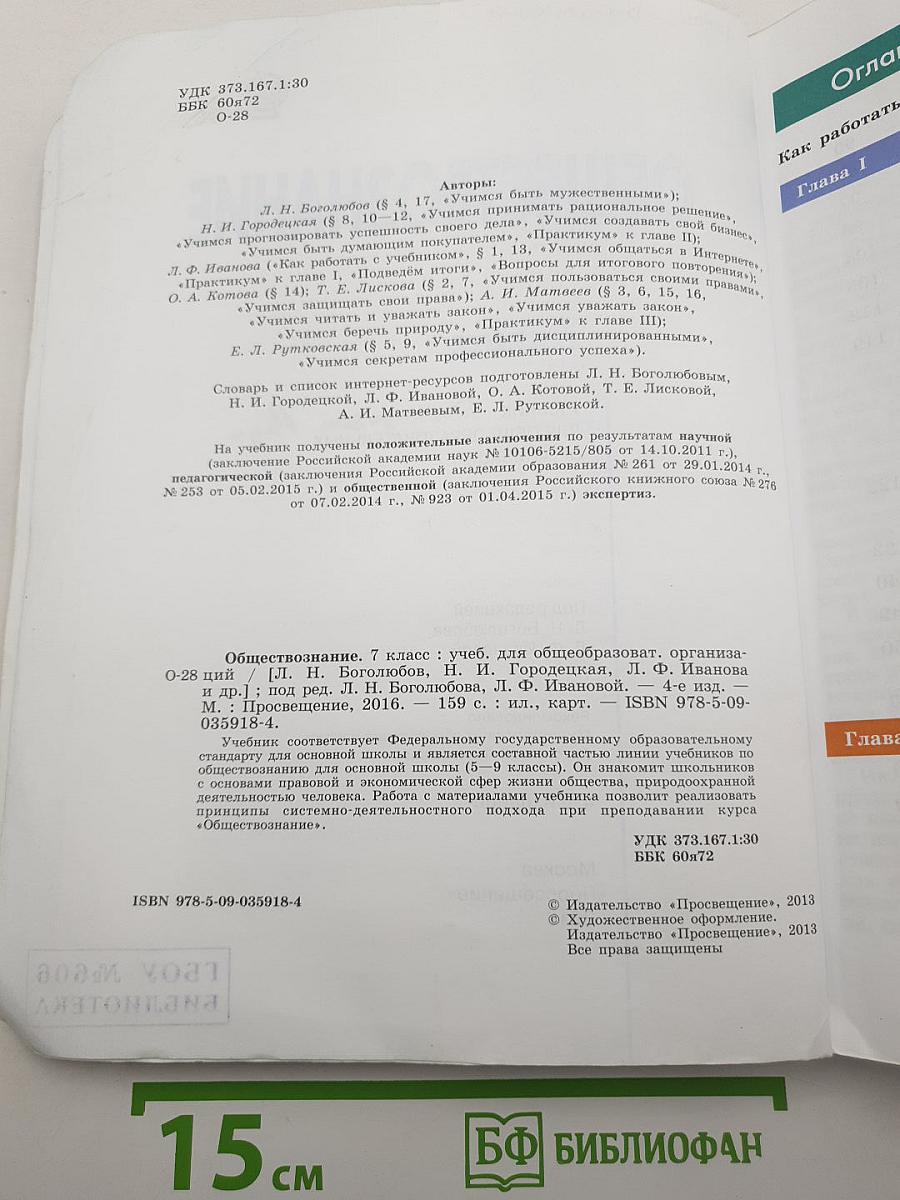 УДК 373.167.1:30
ББК 60я72
О-28
Авторы:
Л. Н. Боголюбов (§ 4, 17, «Учимся быть мужественными»);
Н. И. Городецкая (§ 8, 10—12, «Учимся принимать рациональное решение»,
«Учимся прогнозировать успешность своего дела», «Учимся создавать свой бизнес»,
«Учимся быть думающим покупателем», «Практикум» к главе II);
Л. Ф. Иванова («Как работать с учебником», § 1, 13, «Учимся общаться в Интернете»,
«Практикум» к главе I, «Подведём итоги», «Вопросы для итогового повторения»);
О. А. Котова (§ 14); Т. Е. Лискова (§ 2, 7, «Учимся пользоваться своими правами»,
«Учимся защищать свои права»); А. И. Матвеев (§ 3, 6, 15, 16,
«Учимся читать и уважать закон», «Учимся уважать закон»,
«Учимся беречь природу», «Практикум» к главе III);
Е. Л. Рутковская (§ 5, 9, «Учимся быть дисциплинированными»,
«Учимся секретам профессионального успеха»).
Словарь и список интернет-ресурсов подготовлены Л. Н. Боголюбовым,
Н. И. Городецкой, Л. Ф. Ивановой, О. А. Котовой, Т. Е. Лисковой,
А. И. Матвеевым, Е. Л. Рутковской.
На учебник получены положительные заключения по результатам научной
(заключение Российской академии наук № 10106-5215/805 от 14.10.2011 г.),
педагогической (заключения Российской академии образования № 261 от 29.01.2014 г.,
№ 253 от 05.02.2015 г.) и общественной (заключения Российского книжного союза № 276
от 07.02.2014 г., № 923 от 01.04.2015 г.) экспертиз.
Обществознание. 7 класс : учеб. для общеобразоват. организа-
О-28 ций / [Л. Н. Боголюбов, Н. И. Городецкая, Л. Ф. Иванова
и др.] ; под ред. Л. Н. Боголюбова, Л. Ф. Ивановой. — 4-е изд. —
М. : Просвещение, 2016. — 159 с. : ил., карт. — ISBN 978-5-09-
035918-4.
Учебник соответствует Федеральному государственному образовательному
стандарту для основной школы и является составной частью линии учебников по
обществознанию для основной школы (5—9 классы). Он знакомит школьников
с основами правовой и экономической сфер жизни общества, природоохранной
деятельностью человека. Работа с материалами учебника позволит реализовать
принципы системно-деятельностного подхода при преподавании курса
«Обществознание».
УДК 373.167.1:30
ББК 60я72
ISBN 978-5-09-035918-4
© Издательство «Просвещение», 2013
© Художественное оформление.
Издательство «Просвещение», 2013
Все права защищены
ГБОУ №606
БИБЛИОТЕКА
Огла
Как работать
Глава I
Глава
15 см
БФ БИБЛИОФАН